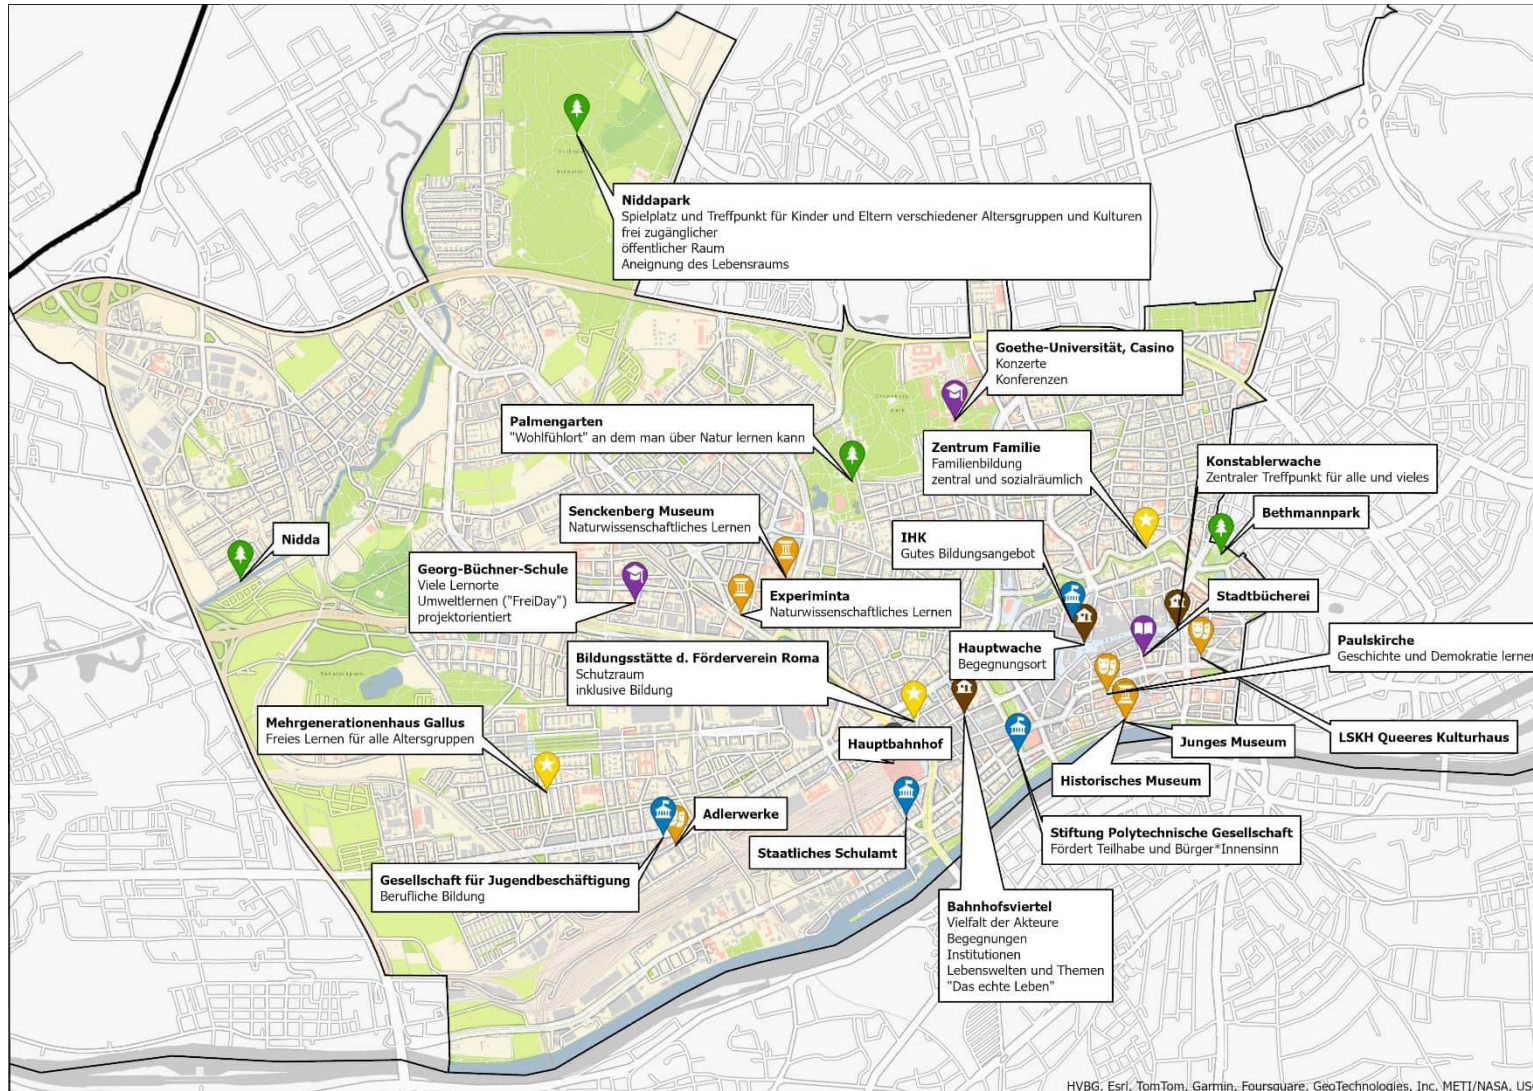 Niddapark
Spielplatz und Treffpunkt für Kinder und Eltern verschiedener Altersgruppen und Kulturen
frei zugänglicher
öffentlicher Raum
Aneignung des Lebensraums
Goethe-Universität, Casino
Konzerte
Konferenzen
Palmengarten
"Wohlfühlort" an dem man über Natur lernen kann
Zentrum Familie
Familienbildung
zentral und sozialräumlich
Konstablerwache
Zentraler Treffpunkt für alle und vieles
Bethmannpark
Senckenberg Museum
Naturwissenschaftliches Lernen
IHK
Gutes Bildungsangebot
Nidda
Georg-Büchner-Schule
Viele Lernorte
Umweltlernen ("FreiDay")
projektorientiert
Experiminta
Naturwissenschaftliches Lernen
Stadtbücherei
Hauptwache
Begegnungsort
Paulskirche
Geschichte und Demokratie lernen
Bildungsstätte d. Förderverein Roma
Schutzraum
inklusive Bildung
Mehrgenerationenhaus Gallus
Freies Lernen für alle Altersgruppen
Hauptbahnhof
Junges Museum
LSKH Queeres Kulturhaus
Historisches Museum
Adlerwerke
Stiftung Polytechnische Gesellschaft
Fördert Teilhabe und Bürger*Innensinn
Staatliches Schulamt
Gesellschaft für Jugendbeschäftigung
Berufliche Bildung
Bahnhofsviertel
Vielfalt der Akteure
Begegnungen
Institutionen
Lebenswelten und Themen
"Das echte Leben"
HVBG, Esri, TomTom, Garmin, Foursquare, GeoTechnologies, Inc, METI/NASA, US